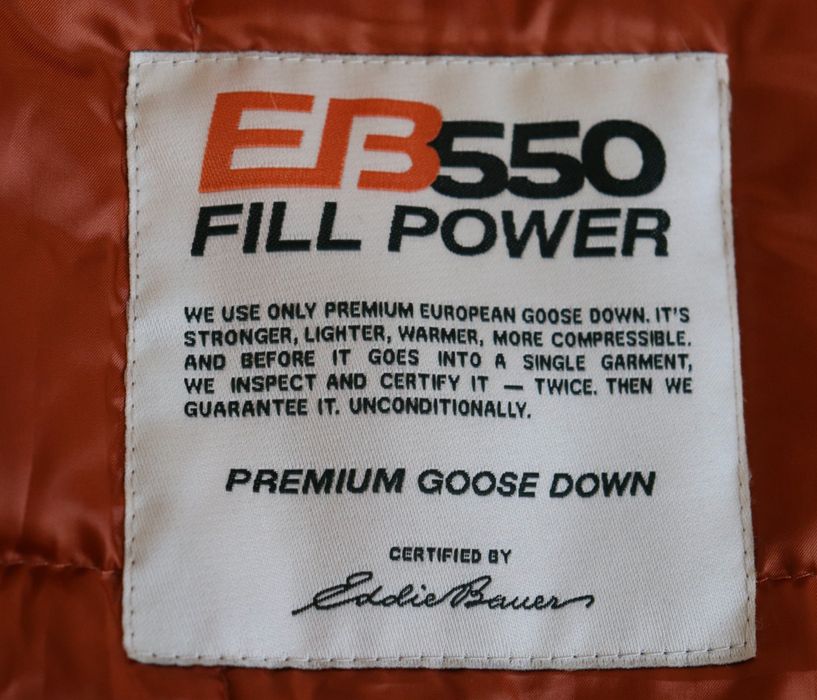 EB550
FILL POWER
WE USE ONLY PREMIUM EUROPEAN GOOSE DOWN. IT'S
STRONGER, LIGHTER, WARMER, MORE COMPRESSIBLE.
AND BEFORE IT GOES INTO A SINGLE GARMENT,
WE INSPECT AND CERTIFY IT — TWICE. THEN WE
GUARANTEE IT. UNCONDITIONALLY.
PREMIUM GOOSE DOWN
CERTIFIED BY
Eddie Bauer